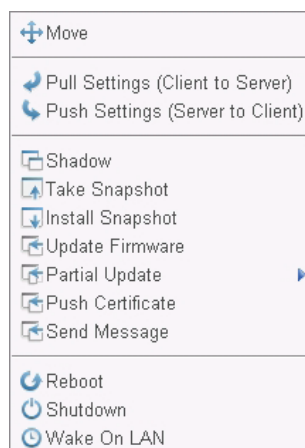 Move
Pull Settings (Client to Server)
Push Settings (Server to Client)
Shadow
Take Snapshot
Install Snapshot
Update Firmware
Partial Update
Push Certificate
Send Message
Reboot
Shutdown
Wake On LAN